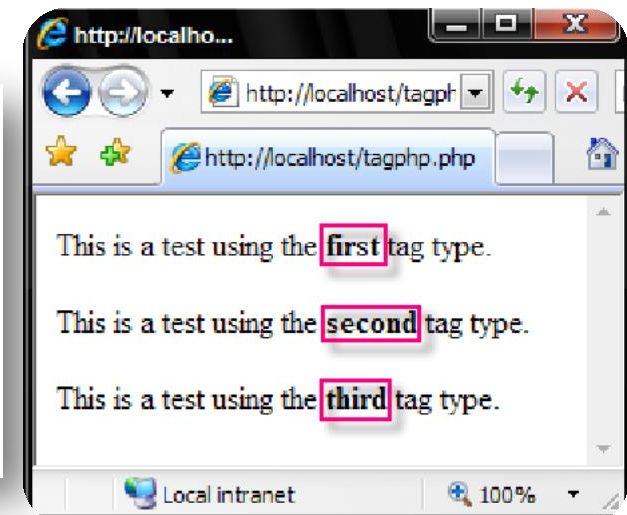 http://localho...
http://localhost/tagph
http://localhost/tagphp.php
This is a test using the first tag type.
This is a test using the second tag type.
This is a test using the third tag type.
Local intranet 100%